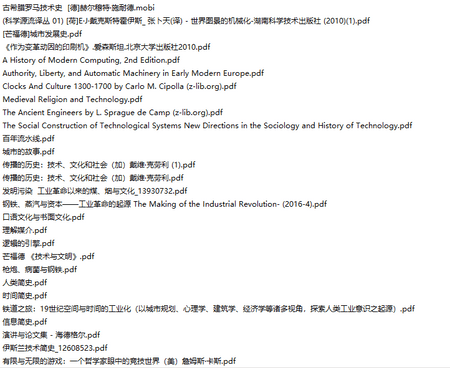 古希腊罗马技术史 [德]赫尔穆特·施耐德.mobi
(科学源流译丛 01) [荷]E·J·戴克斯特霍伊斯_ 张卜天(译) - 世界图景的机械化-湖南科学技术出版社 (2010)(1).pdf
[芒福德]城市发展史.pdf
《作为变革动因的印刷机》.爱森斯坦.北京大学出版社2010.pdf
A History of Modern Computing, 2nd Edition.pdf
Authority, Liberty, and Automatic Machinery in Early Modern Europe.pdf
Clocks And Culture 1300-1700 by Carlo M. Cipolla (z-lib.org).pdf
Medieval Religion and Technology.pdf
The Ancient Engineers by L. Sprague de Camp (z-lib.org).pdf
The Social Construction of Technological Systems New Directions in the Sociology and History of Technology.pdf
百年流水线.pdf
城市的故事.pdf
传播的历史：技术、文化和社会（加）戴维·克劳利 (1).pdf
传播的历史：技术、文化和社会（加）戴维·克劳利.pdf
发明污染 工业革命以来的煤、烟与文化_13930732.pdf
钢铁、蒸汽与资本——工业革命的起源 The Making of the Industrial Revolution- (2016-4).pdf
口语文化与书面文化.pdf
理解媒介.pdf
逻辑的引擎.pdf
芒福德 《技术与文明》.pdf
枪炮、病菌与钢铁.pdf
人类简史.pdf
时间简史.pdf
铁道之旅：19世纪空间与时间的工业化（以城市规划、心理学、建筑学、经济学等诸多视角，探索人类工业意识之起源）.pdf
信息简史.pdf
演讲与论文集 - 海德格尔.pdf
伊斯兰技术简史_12608523.pdf
有限与无限的游戏：一个哲学家眼中的竞技世界（美）詹姆斯·卡斯.pdf